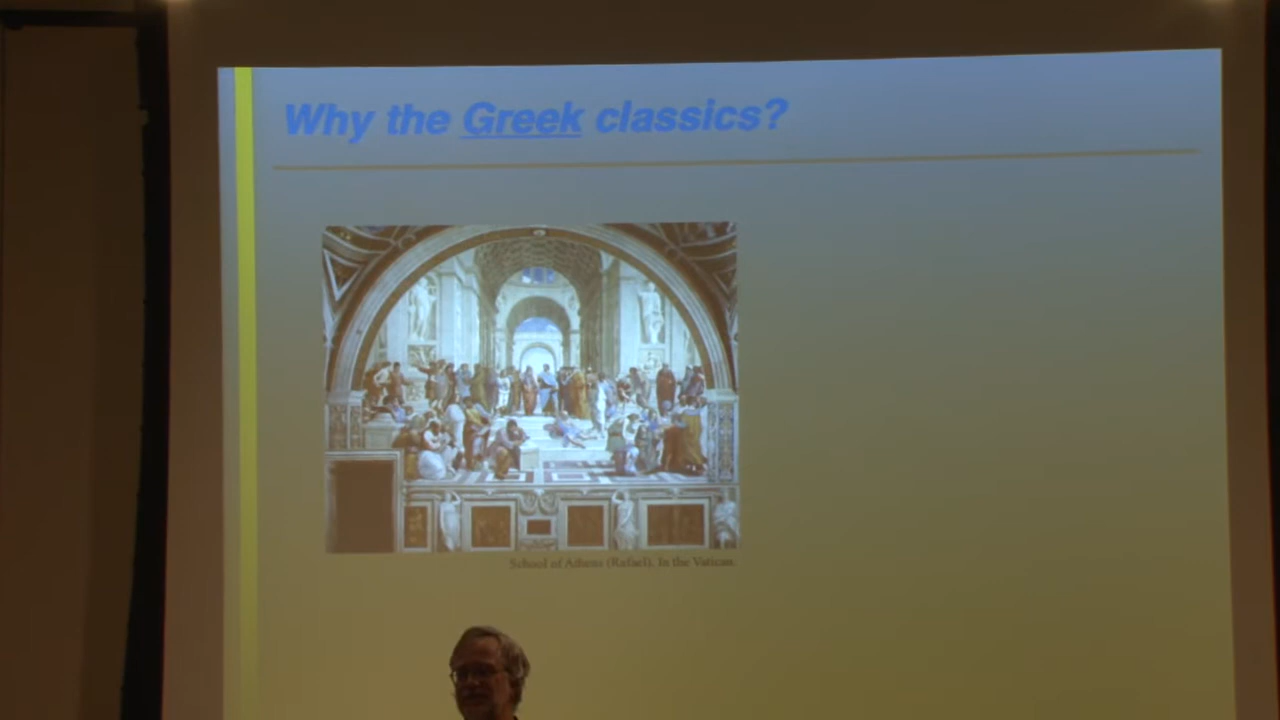 Why the Greek classics?
School of Athens (Rafael). In the Vatican.